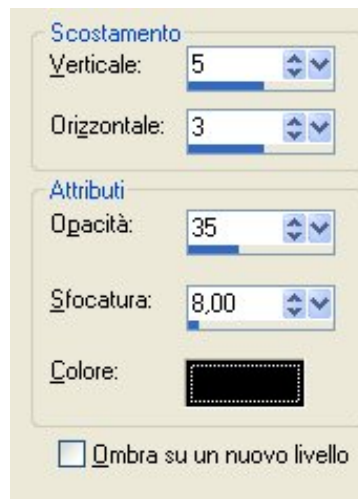 Scostamento
Verticale: 5
Orizzontale: 3
Attributi
Opacità: 35
Sfocatura: 8,00
Colore:
Ombra su un nuovo livello